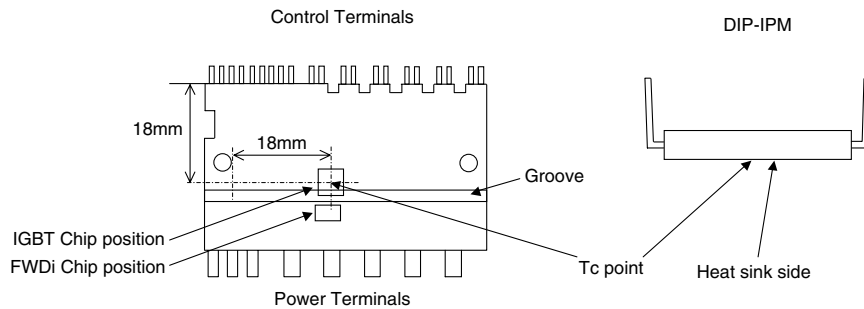 Control Terminals
DIP-IPM
18mm
18mm
Groove
IGBT Chip position
FWDi Chip position
Tc point
Heat sink side
Power Terminals